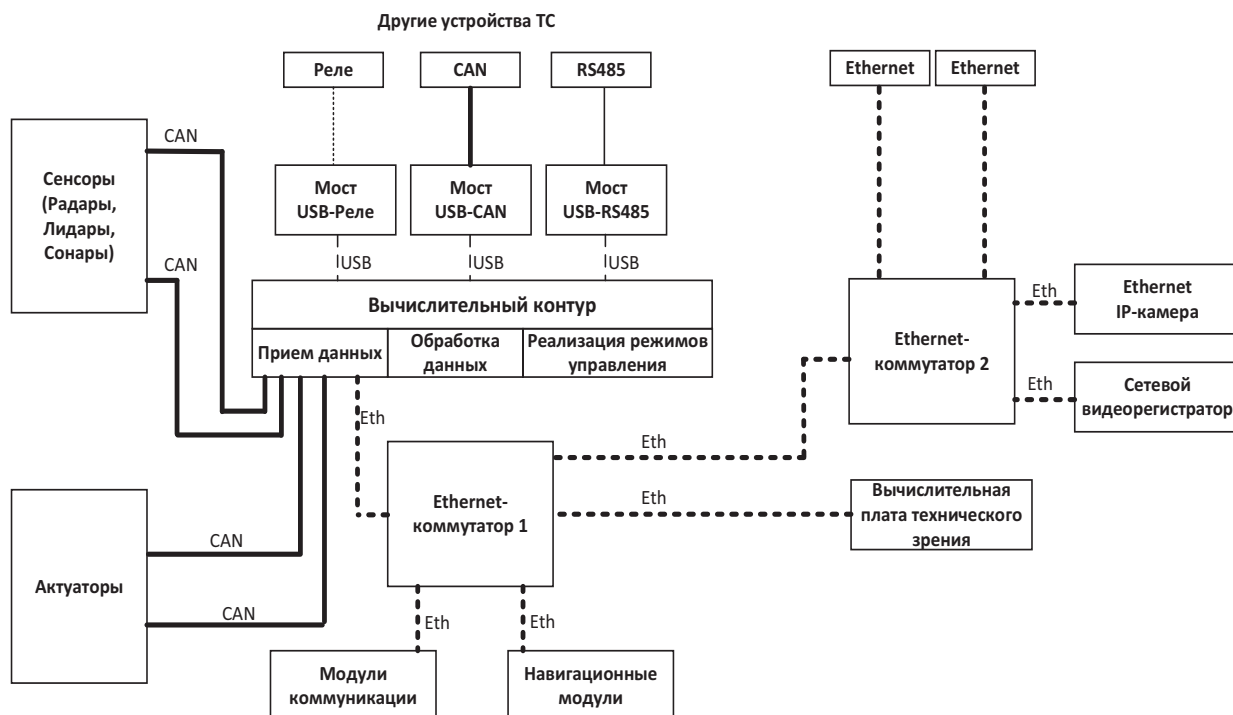 Другие устройства ТС
Реле
CAN
RS485
Ethernet
Ethernet
CAN
Сенсоры
(Радары,
Лидары,
Сонары)
CAN
Мост
USB-Реле
Мост
USB-CAN
Мост
USB-RS485
USB
USB
USB
Вычислительный контур
Прием данных
Обработка
данных
Реализация режимов
управления
Ethernet-
коммутатор 2
Eth
Ethernet
IP-камера
Eth
Сетевой
видеорегистратор
Eth
Eth
Ethernet-
коммутатор 1
Eth
Вычислительная
плата технического
зрения
Актуаторы
CAN
CAN
Eth
Eth
Модули
коммуникации
Навигационные
модули